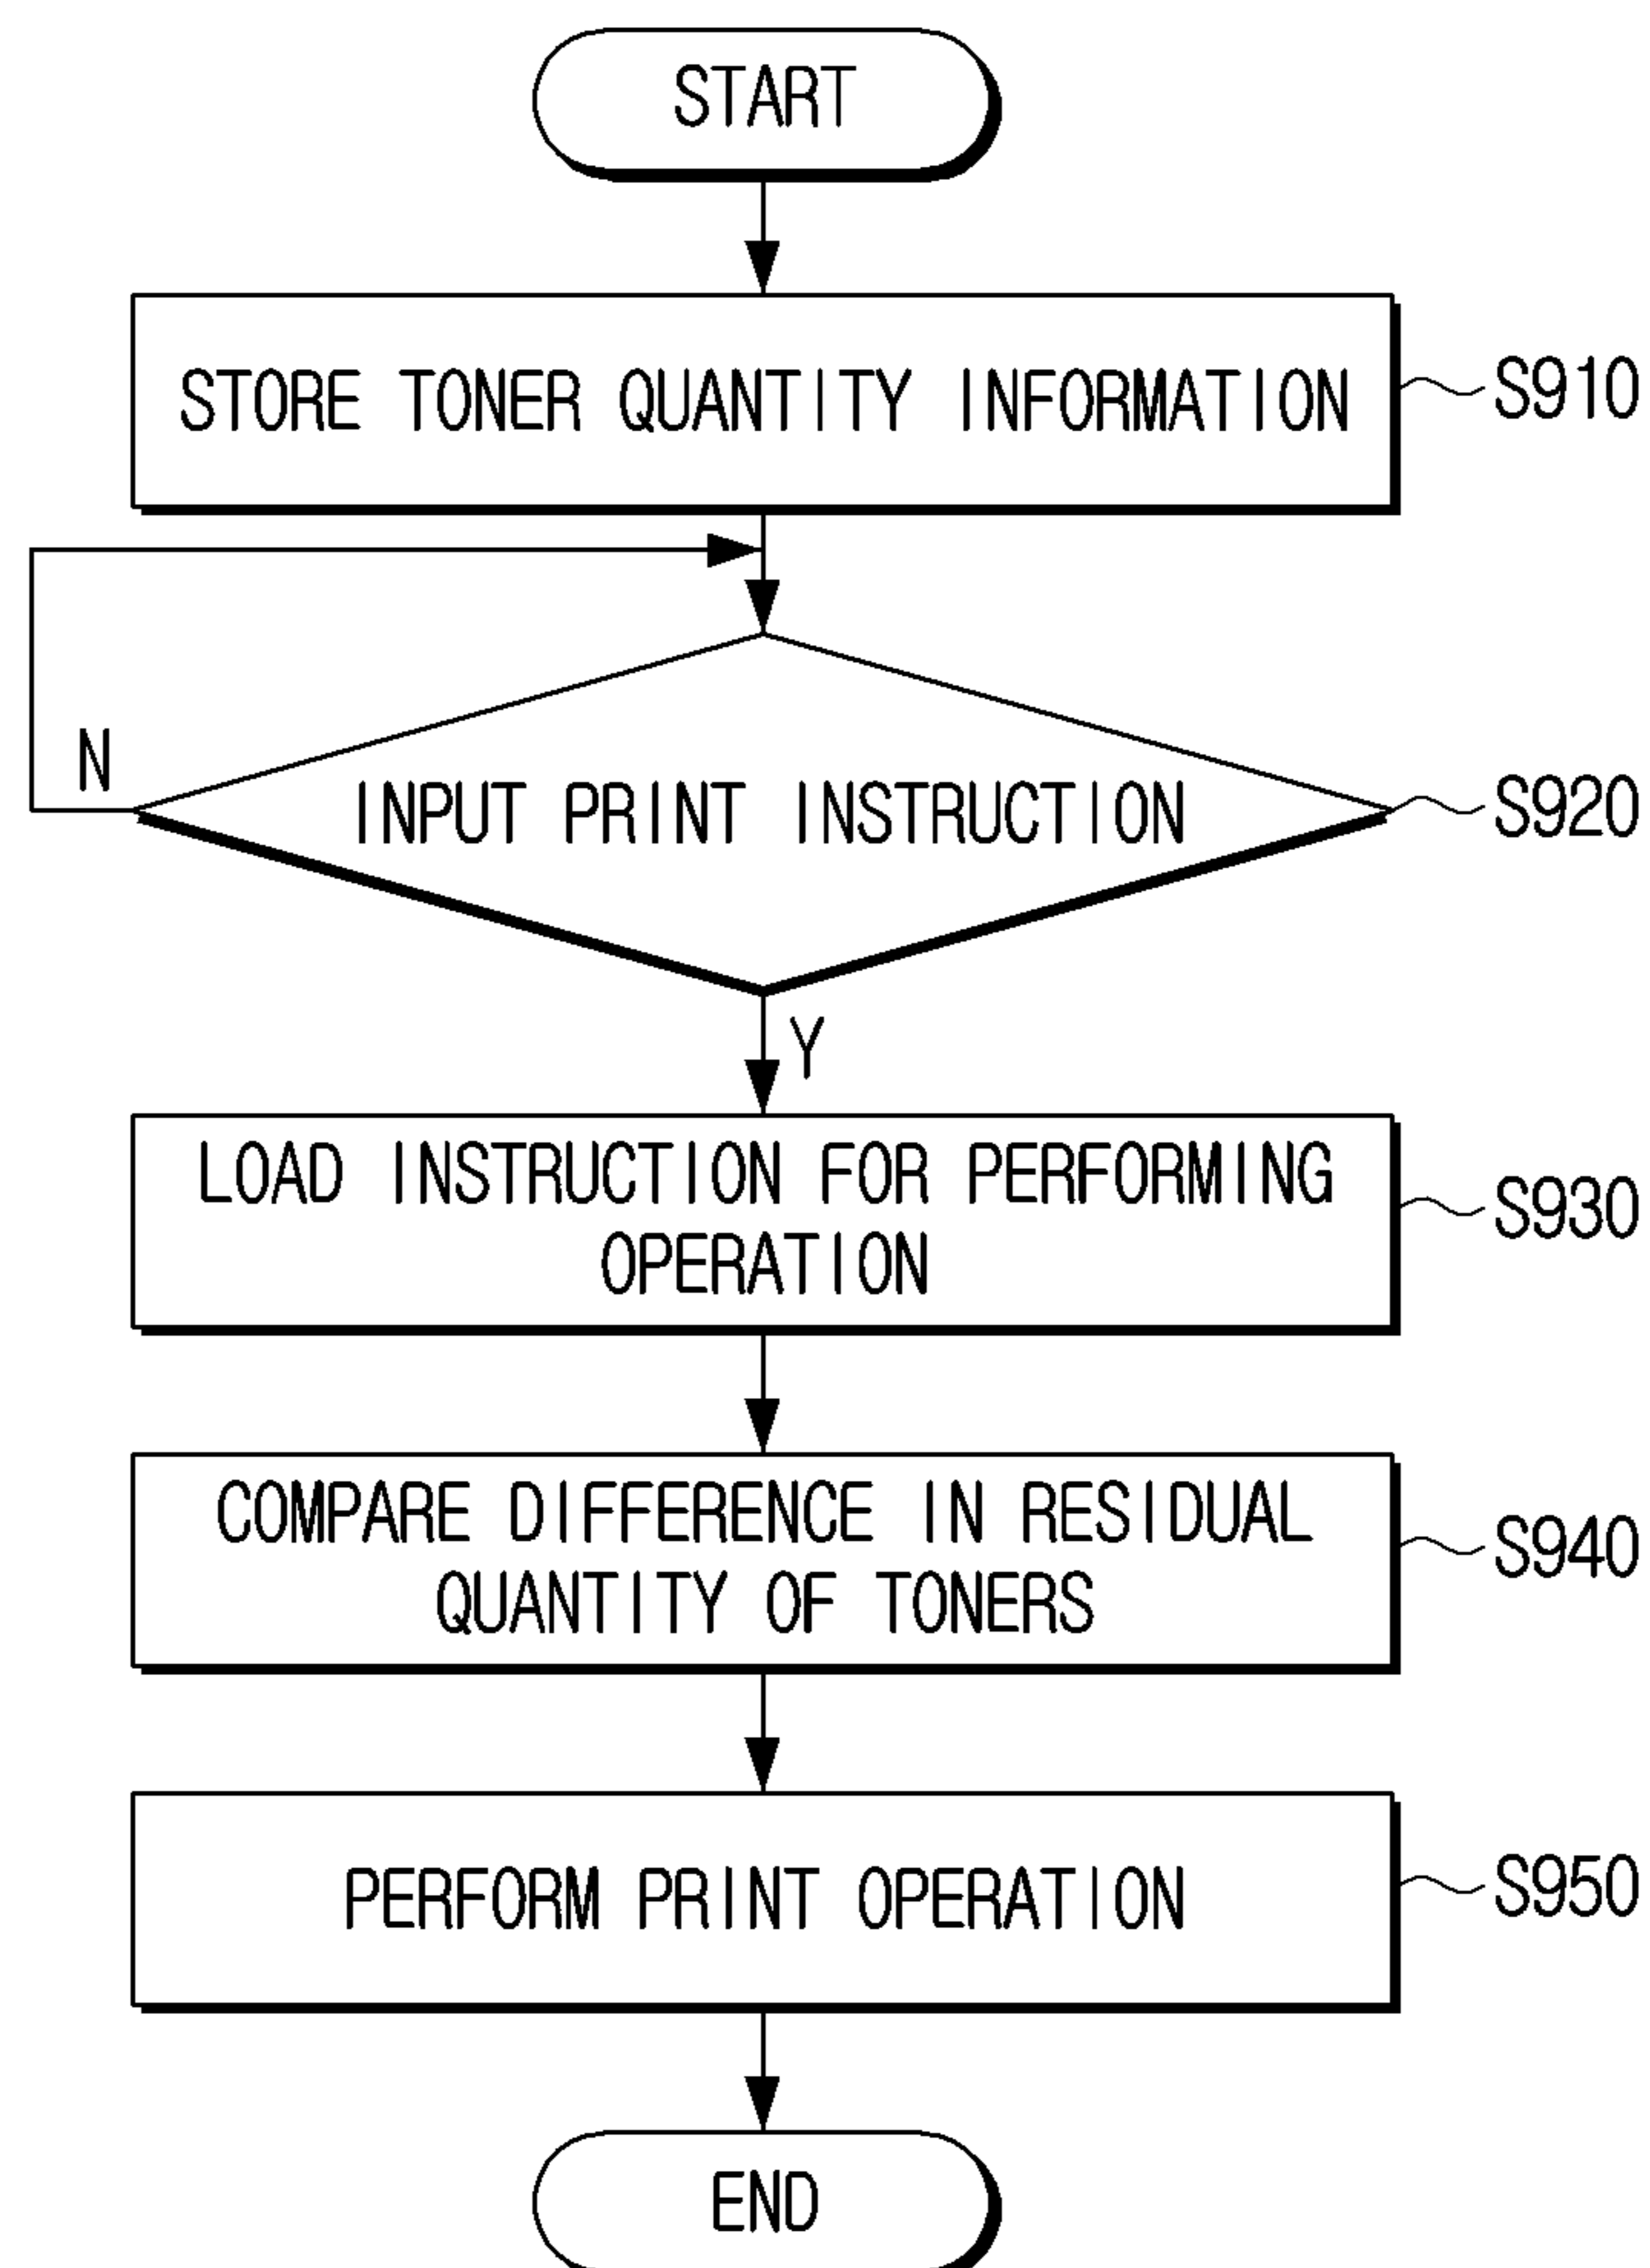 START
STORE TONER QUANTITY INFORMATION
S910
N
INPUT PRINT INSTRUCTION
S920
Y
LOAD INSTRUCTION FOR PERFORMING
OPERATION
S930
COMPARE DIFFERENCE IN RESIDUAL
QUANTITY OF TONERS
S940
PERFORM PRINT OPERATION
S950
END